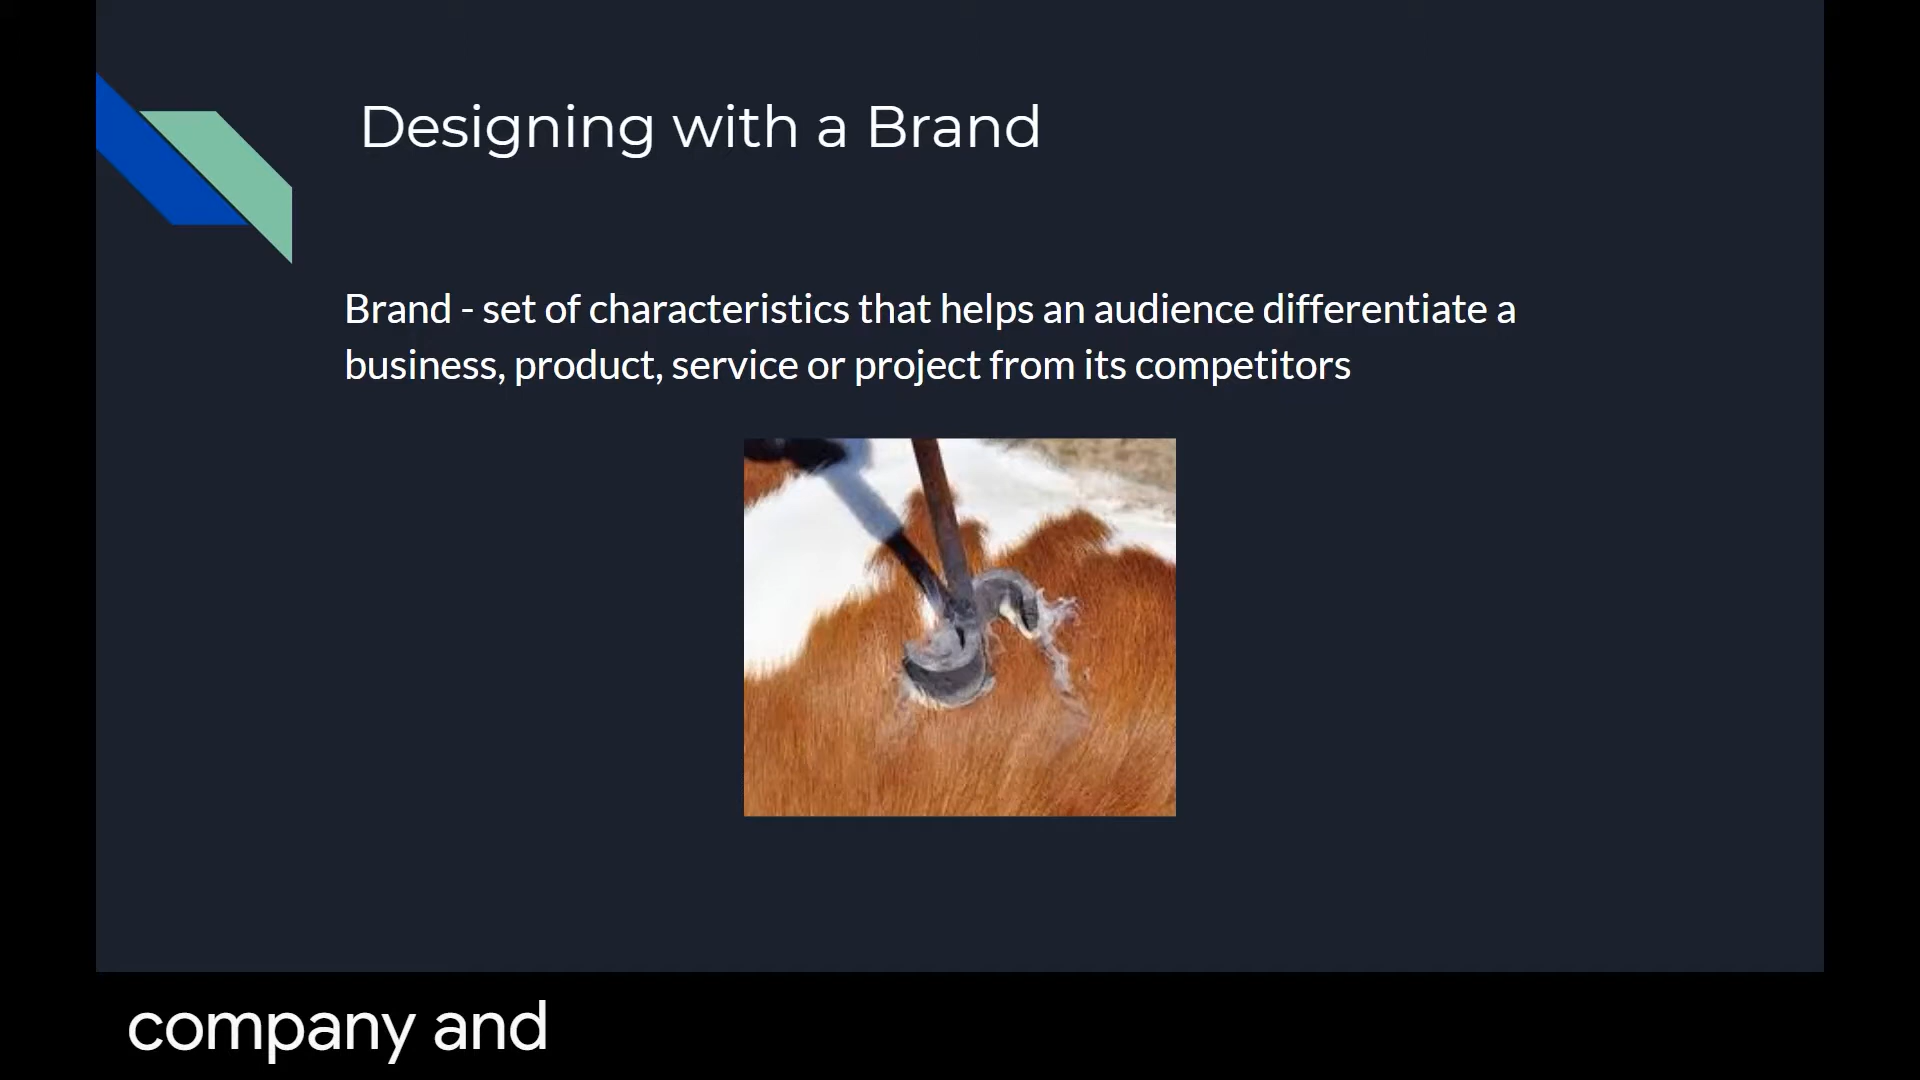 Designing with a Brand
Brand - set of characteristics that helps an audience differentiate a
business, product, service or project from its competitors
company and